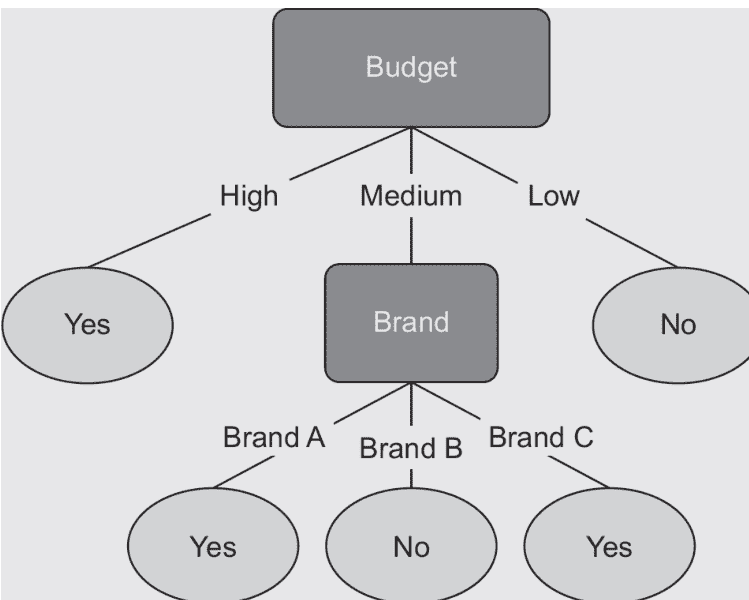 Budget
High
Medium
Low
Yes
Brand
No
Brand A
Brand B
Brand C
Yes
No
Yes